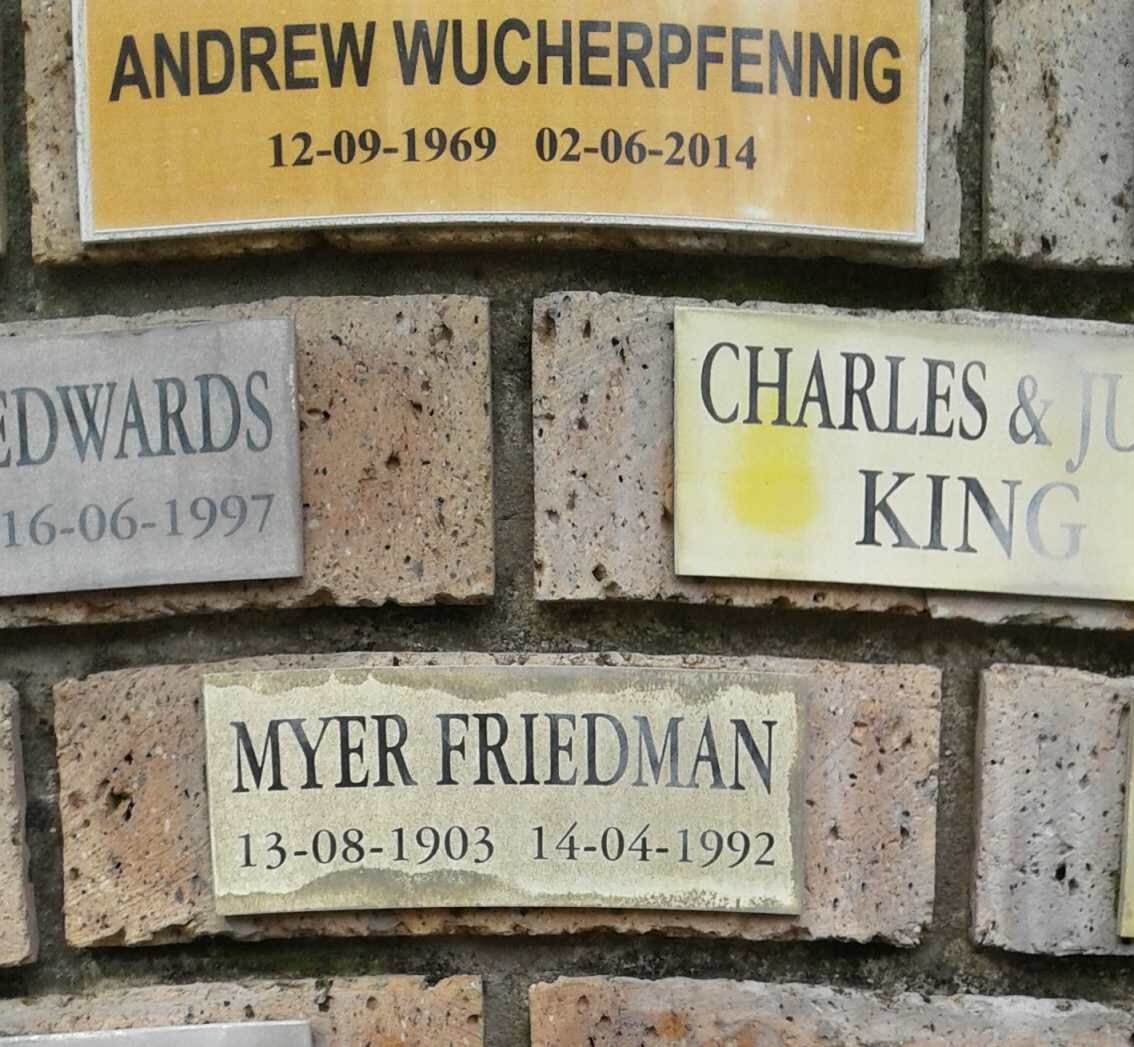 ANDREW WUCHERPFENNIG
12-09-1969 02-06-2014
EDWARDS
16-06-1997
CHARLES &
KING
MYER FRIEDMAN
13-08-1903 14-04-1992